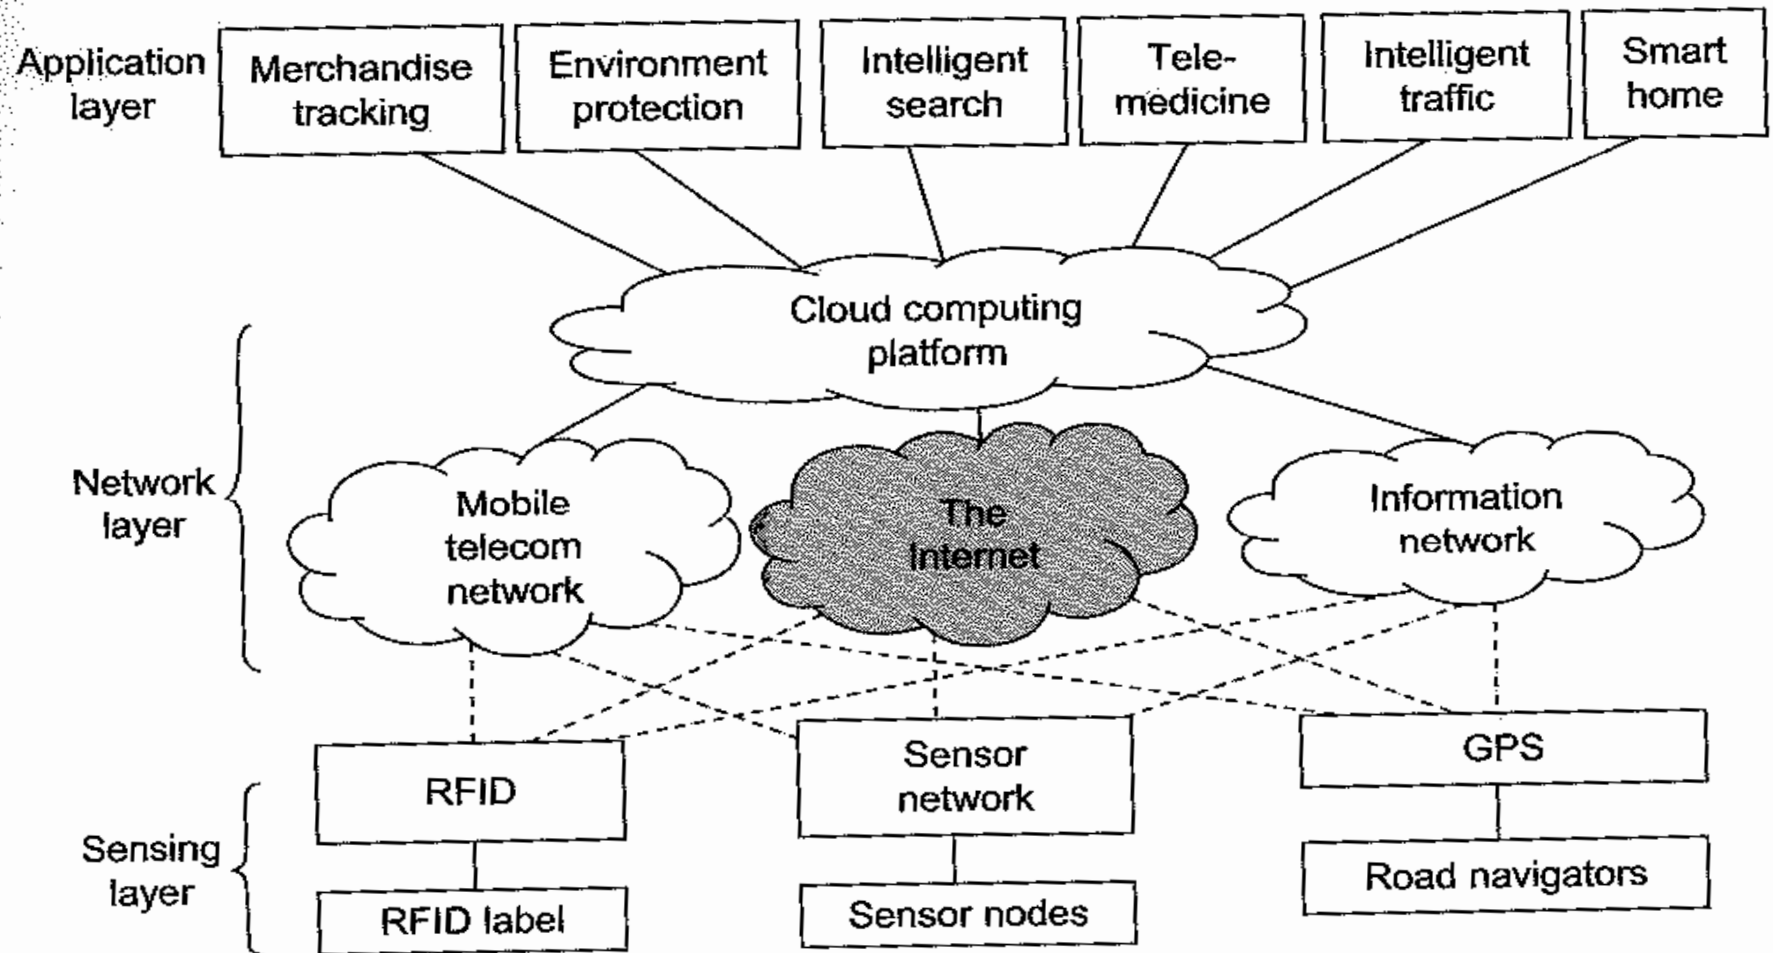 Application
layer
Merchandise
tracking
Environment
protection
Intelligent
search
Tele-
medicine
Intelligent
traffic
Smart
home
Cloud computing
platform
Network
layer
Mobile
telecom
network
The
Internet
Information
network
Sensing
layer
RFID
Sensor
network
GPS
RFID label
Sensor nodes
Road navigators